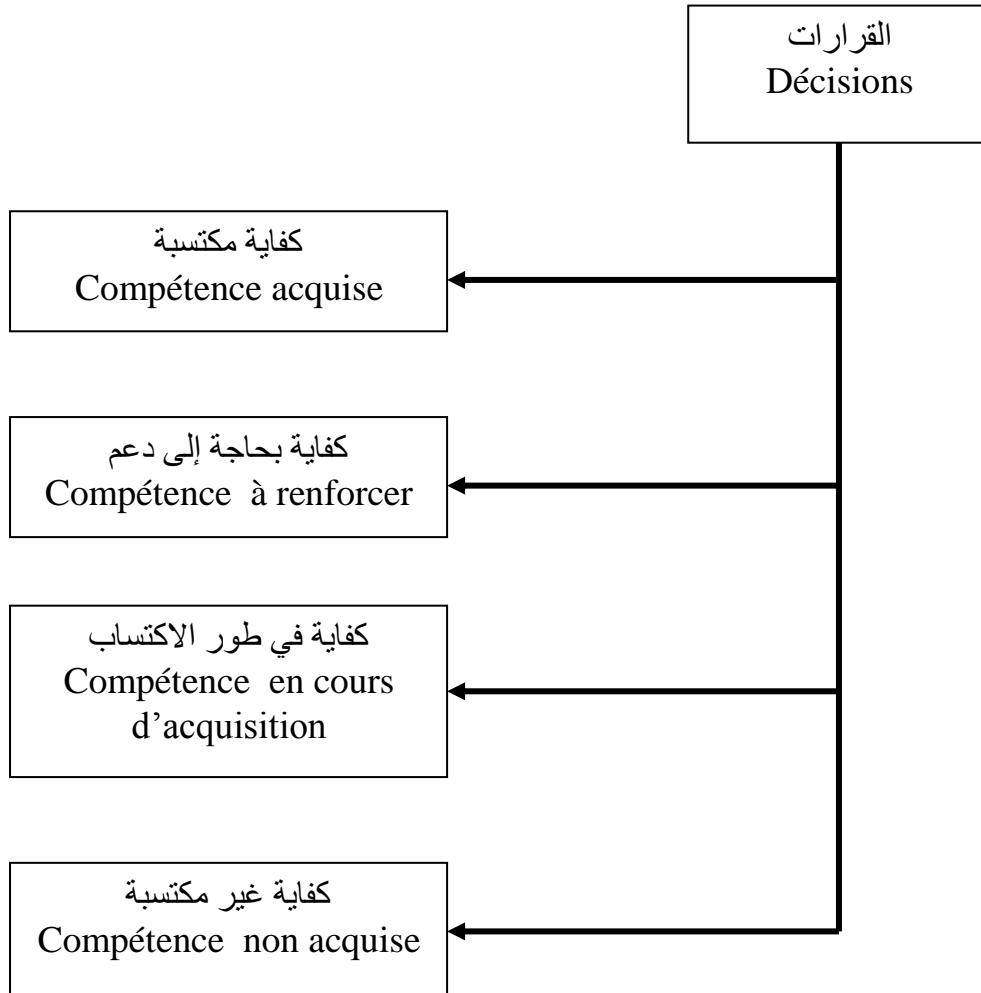 القرارات
Décisions
كفاية مكتسبة
Compétence acquise
كفاية بحاجة إلى دعم
Compétence à renforcer
كفاية في طور الاكتساب
Compétence en cours
d’acquisition
كفاية غير مكتسبة
Compétence non acquise